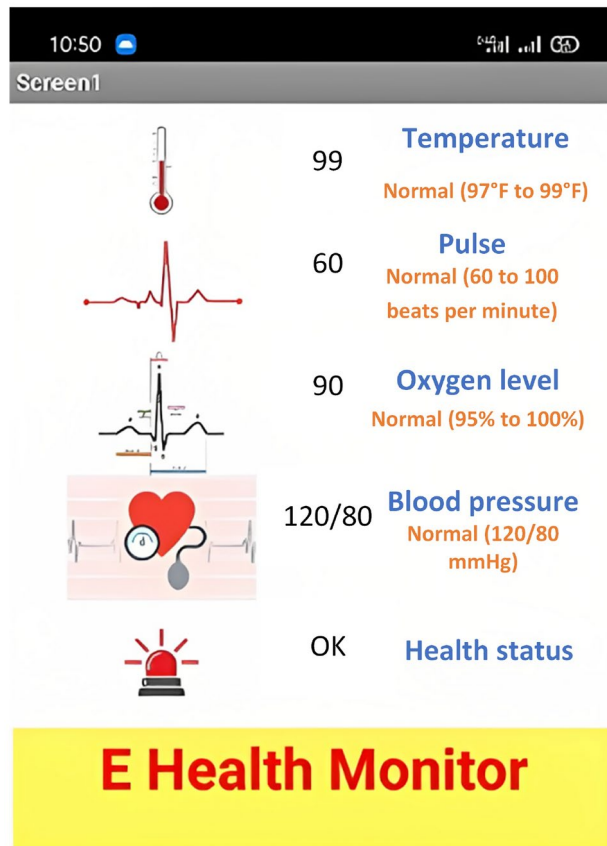 10:50
Screen1
99 Temperature
Normal (97°F to 99°F)
60 Pulse
Normal (60 to 100
beats per minute)
90 Oxygen level
Normal (95% to 100%)
120/80 Blood pressure
Normal (120/80
mmHg)
OK Health status
E Health Monitor